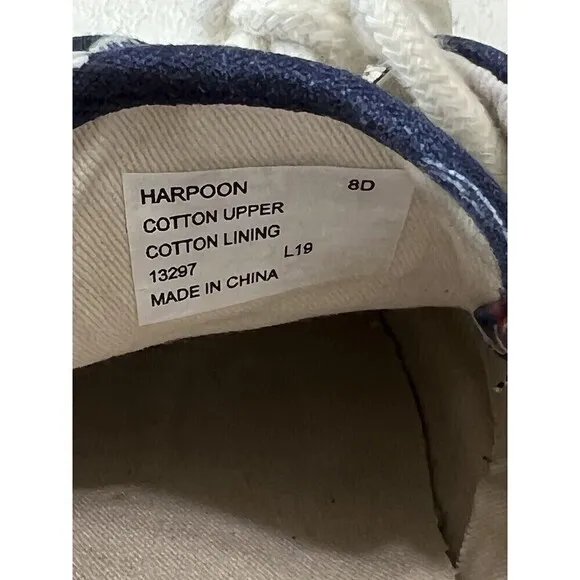 HARPOON 8D
COTTON UPPER
COTTON LINING
13297 L19
MADE IN CHINA